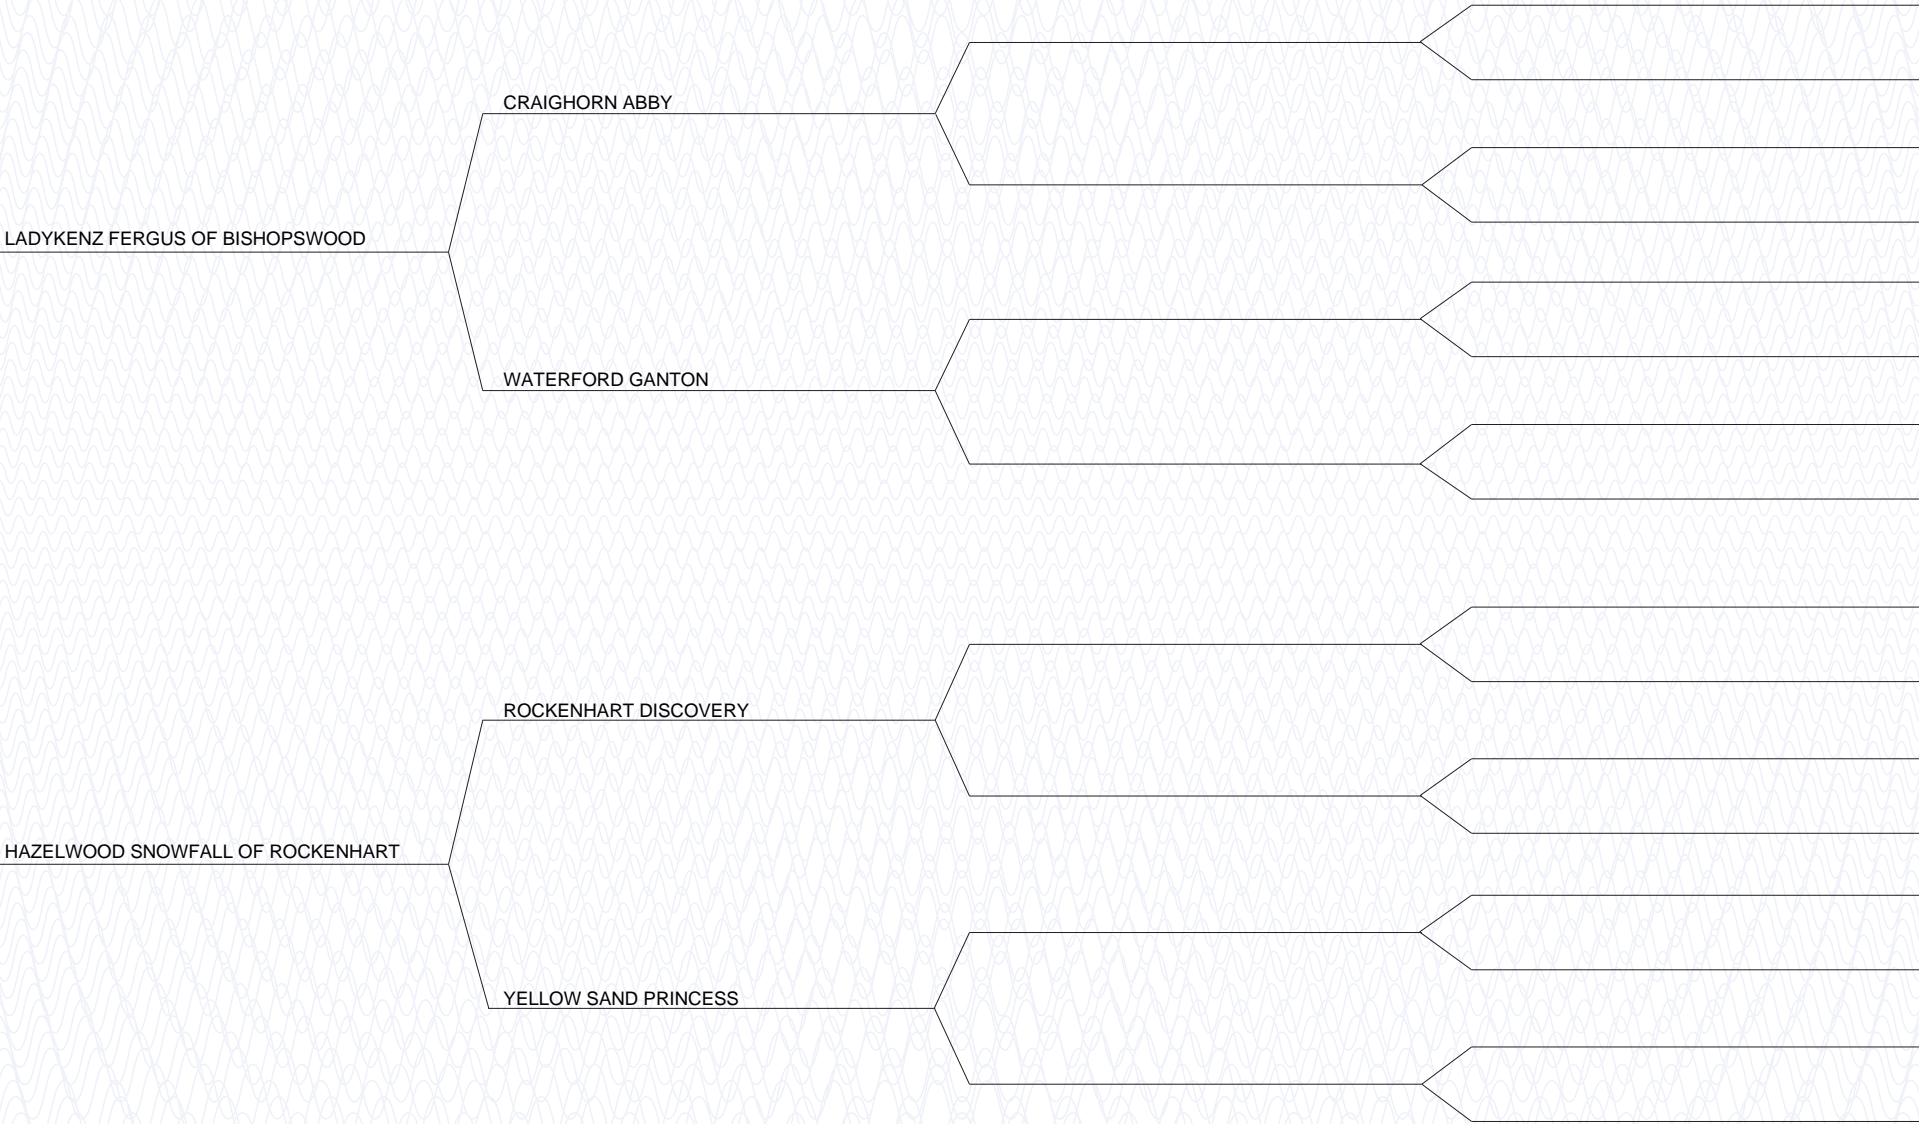 CRAIGHORN ABBY
LADYKENZ FERGUS OF BISHOPSWOOD
WATERFORD GANTON
ROCKENHART DISCOVERY
HAZELWOOD SNOWFALL OF ROCKENHART
YELLOW SAND PRINCESS